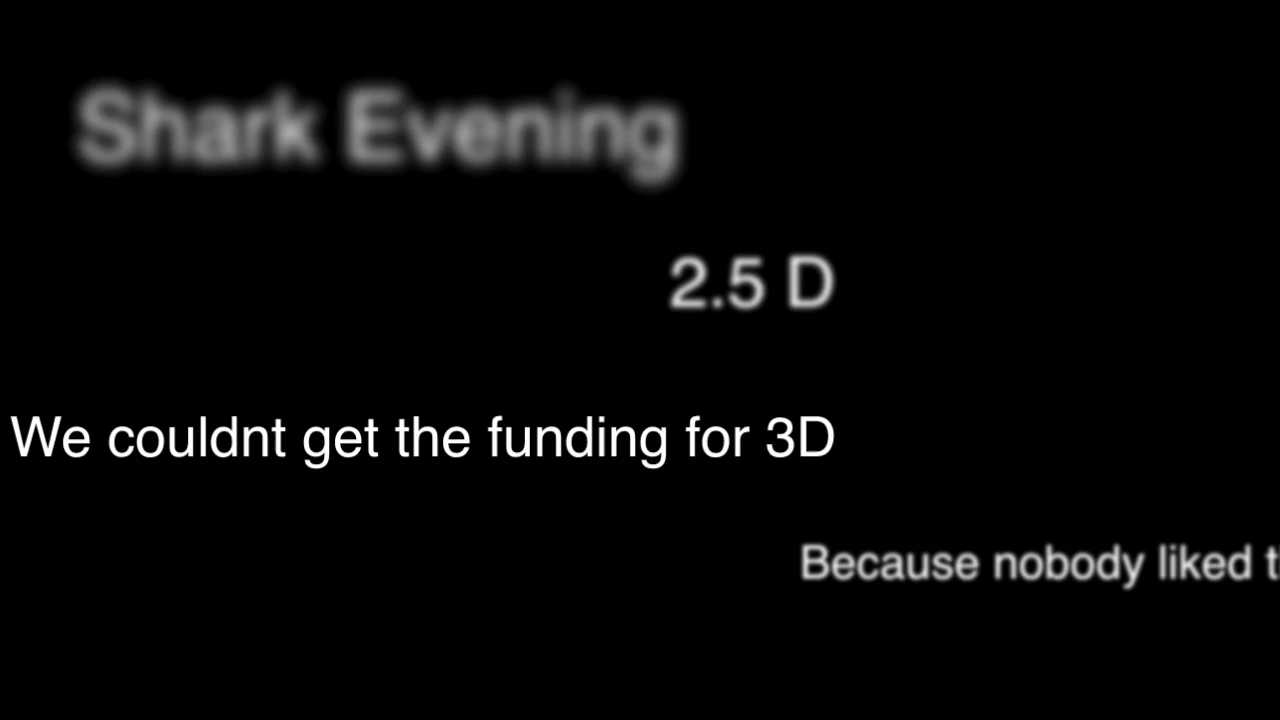 Shark Evening
2.5 D
We couldnt get the funding for 3D
Because nobody liked t